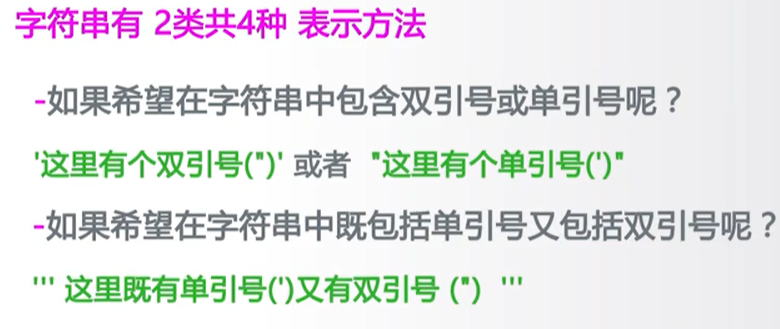 字符串有 2类共4种 表示方法
-如果希望在字符串中包含双引号或单引号呢？
'这里有个双引号(")' 或者 "这里有个单引号(')"
-如果希望在字符串中既包括单引号又包括双引号呢？
''' 这里既有单引号(')又有双引号 (") '''